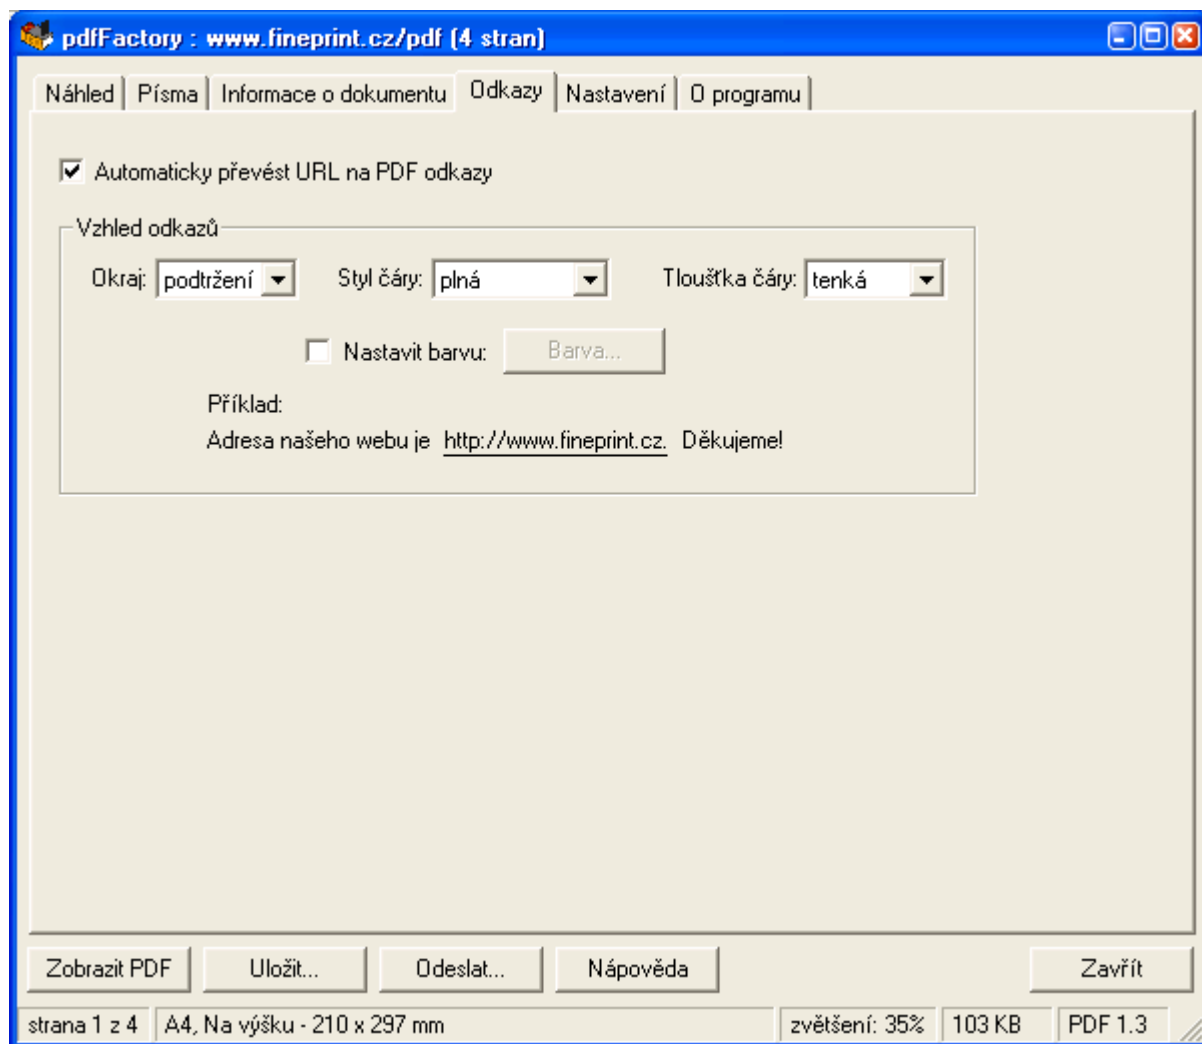 pdfFactory : www.fineprint.cz/pdf (4 stran)
Náhled Písma Informace o dokumentu Odkazy Nastavení O programu
Automaticky převést URL na PDF odkazy
Vzhled odkazů
Okraj: podtržení Styl čáry: plná Tloušťka čáry: tenká
Nastavit barvu: Barva...
Příklad:
Adresa našeho webu je http://www.fineprint.cz. Děkujeme!
Zobrazit PDF Uložit... Odeslat... Nápověda Zavřít
strana 1 z 4 A4, Na výšku - 210 x 297 mm zvětšení: 35% 103 KB PDF 1.3